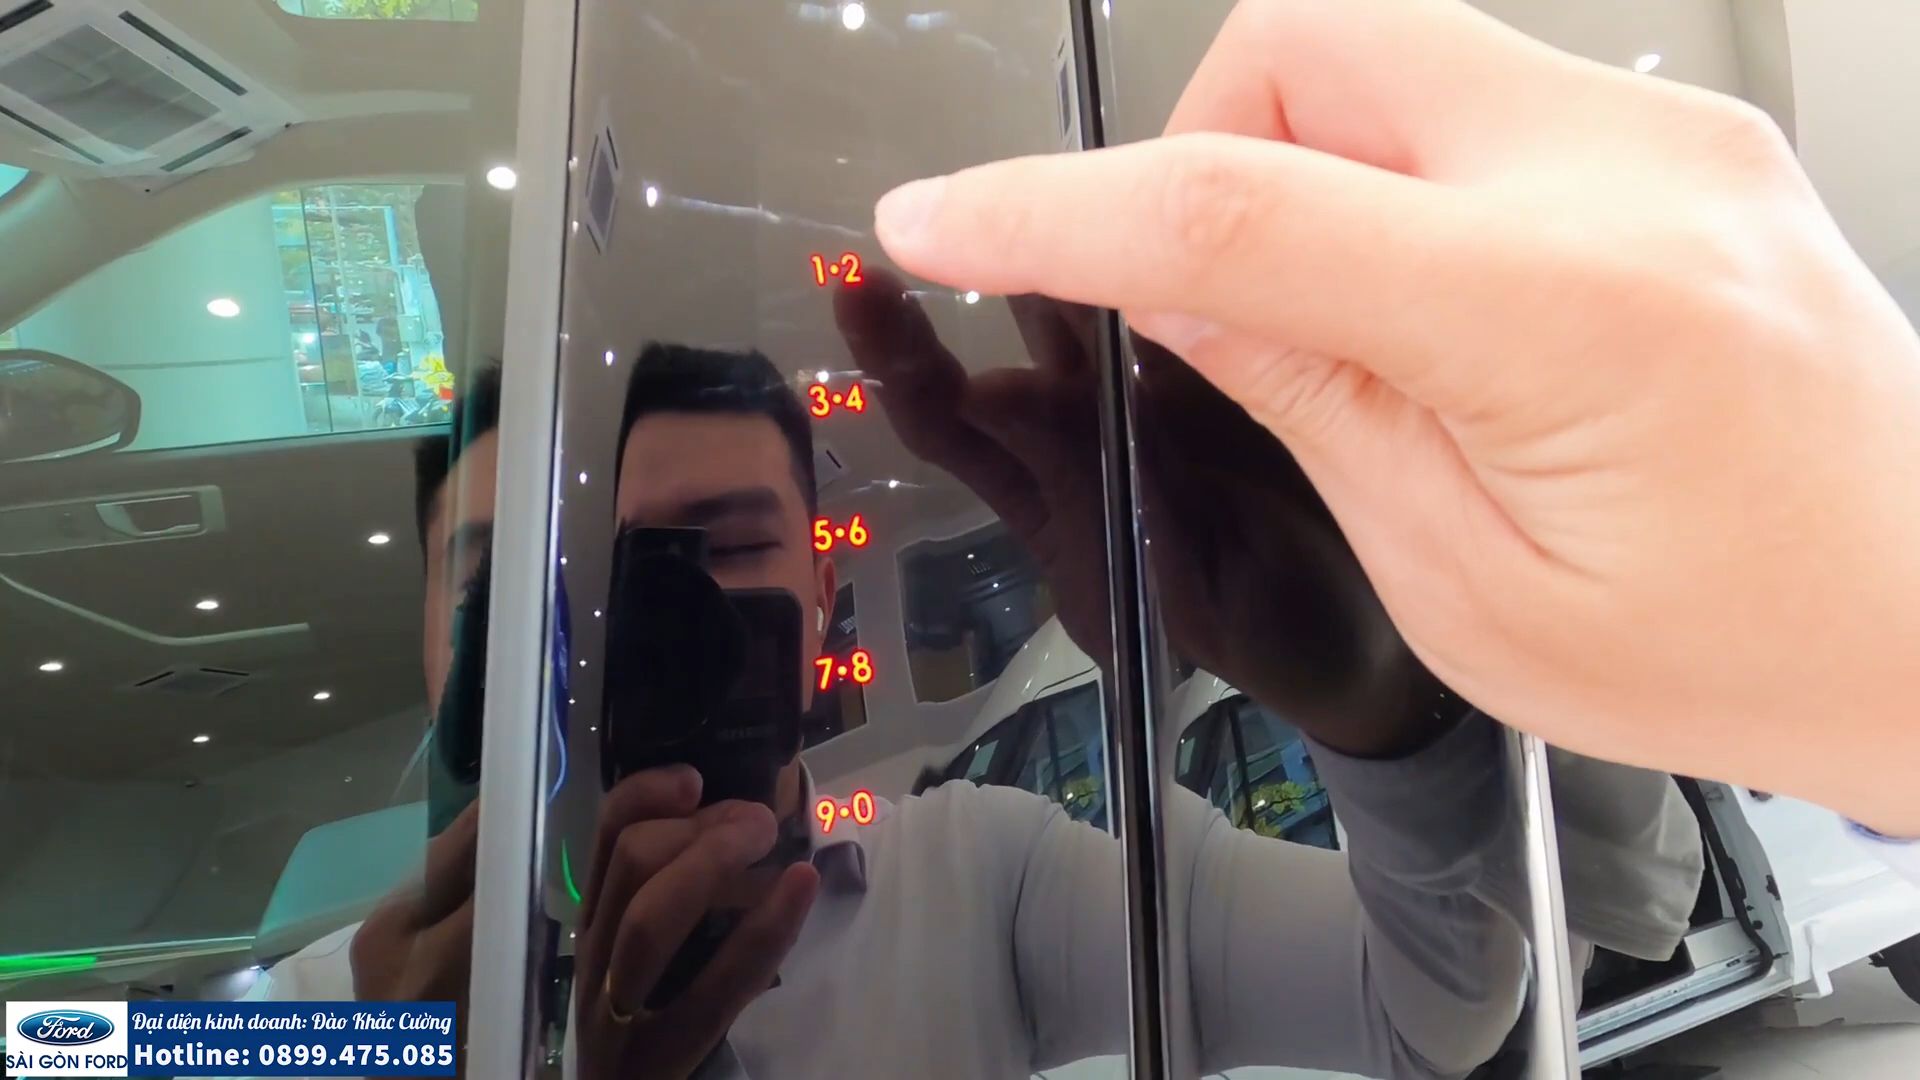 1•2
3•4
5•6
7•8
9•0
Ford
SÀI GÒN FORD
Đại diện kinh doanh: Đào Khắc Cường
Hotline: 0899.475.085